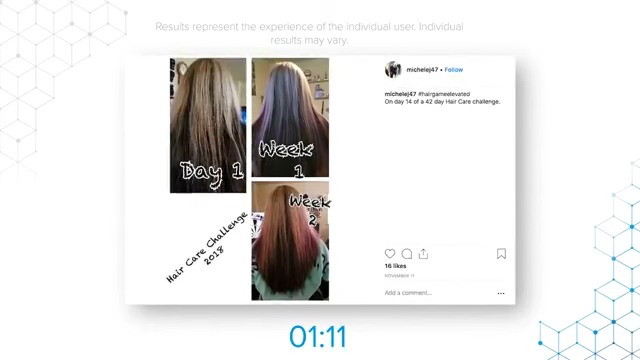 Results represent the experience of the individual user. Individual
results may vary.
michelej47 • Follow
michelej47 #hairgameelevated
On day 14 of a 42 day Hair Care challenge.
Day 1
Week
1
Week
2
Hair Care Challenge
2018
16 likes
NOVEMBER 11
Add a comment...
01:11